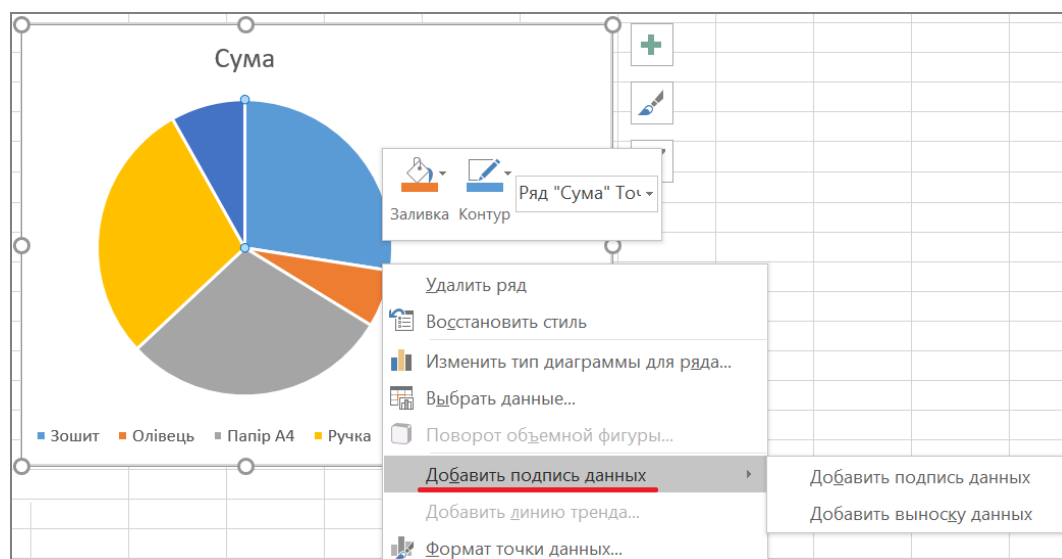 Сума
Заливка Контур
Ряд "Сума" Точ
Зошит Олівець Папір А4 Ручка
Удалить ряд
Восстановить стиль
Изменить тип диаграммы для ряда...
Выбрать данные...
Поворот объемной фигуры...
Добавить подпись данных
Добавить линию тренда...
Формат точки данных...
Добавить подпись данных
Добавить выноску данных